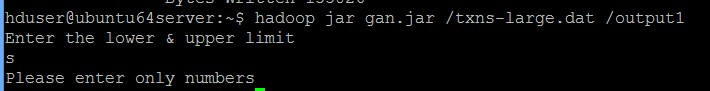 hduser@ubuntu64server:~$ hadoop jar gan.jar /txns-large.dat /output1
Enter the lower & upper limit
s
Please enter only numbers